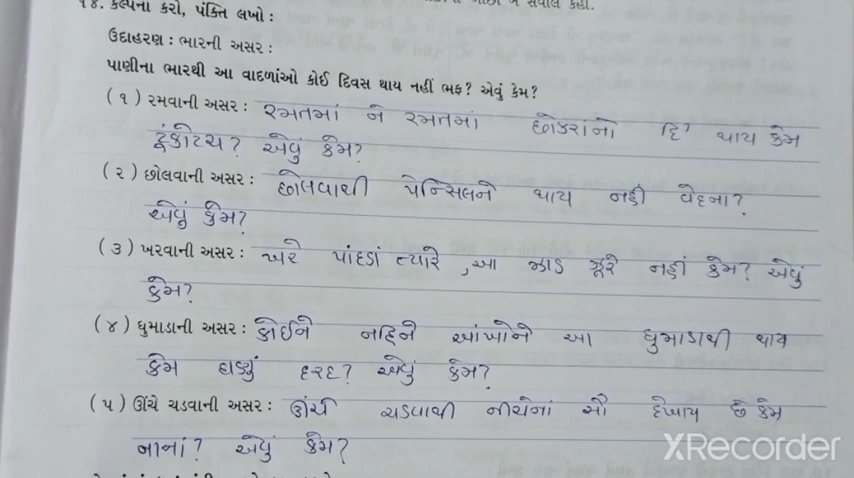 ૧૪. કલ્પના કરો, પંક્તિ લખો :
ઉદાહરણ : ભારની અસર :
પાણીના ભારથી આ વાદળાંઓ કોઈ દિવસ થાય નહીં ભફ? એવું કેમ?
(૧) રમવાની અસર : રમતમાં ને રમતમાં છોકરાંનો દિ' થાય કેમ
ટૂંકોટચ? એવું કેમ?
(૨) છોલવાની અસર : છોલવાથી પેન્સિલને થાય નહીં વેદના?
એવું કેમ?
(૩) ખરવાની અસર : ખરે પાંદડાં ત્યારે, આ ઝાડ ઝૂરે નહીં કેમ? એવું
કેમ?
(૪) ધુમાડાની અસર : કોઈને નહિને આંખોને આ ધુમાડાથી થાય
કેમ હાડ્યું દરદ? એવું કેમ?
(૫) ઊંચે ચડવાની અસર : ઊંચે ચડવાથી નીચેનાં સૌ દેખાય છે કેમ
નાનાં? એવું કેમ?
XRecorder